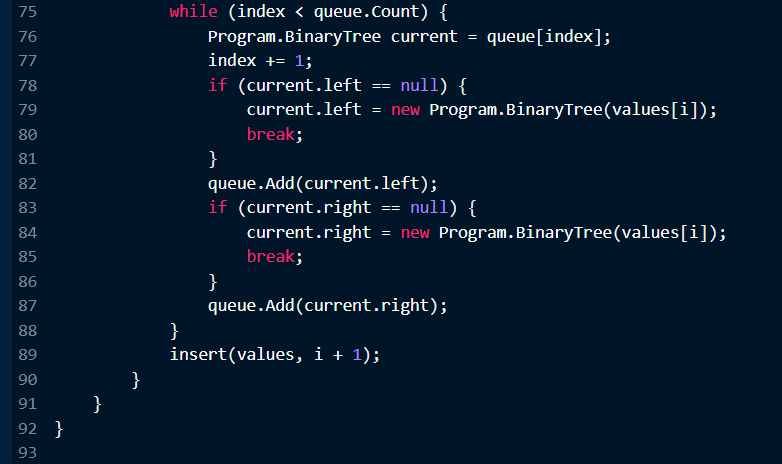 75            while (index < queue.Count) {
76                Program.BinaryTree current = queue[index];
77                index += 1;
78                if (current.left == null) {
79                    current.left = new Program.BinaryTree(values[i]);
80                    break;
81                }
82                queue.Add(current.left);
83                if (current.right == null) {
84                    current.right = new Program.BinaryTree(values[i]);
85                    break;
86                }
87                queue.Add(current.right);
88            }
89            insert(values, i + 1);
90        }
91    }
92 }
93